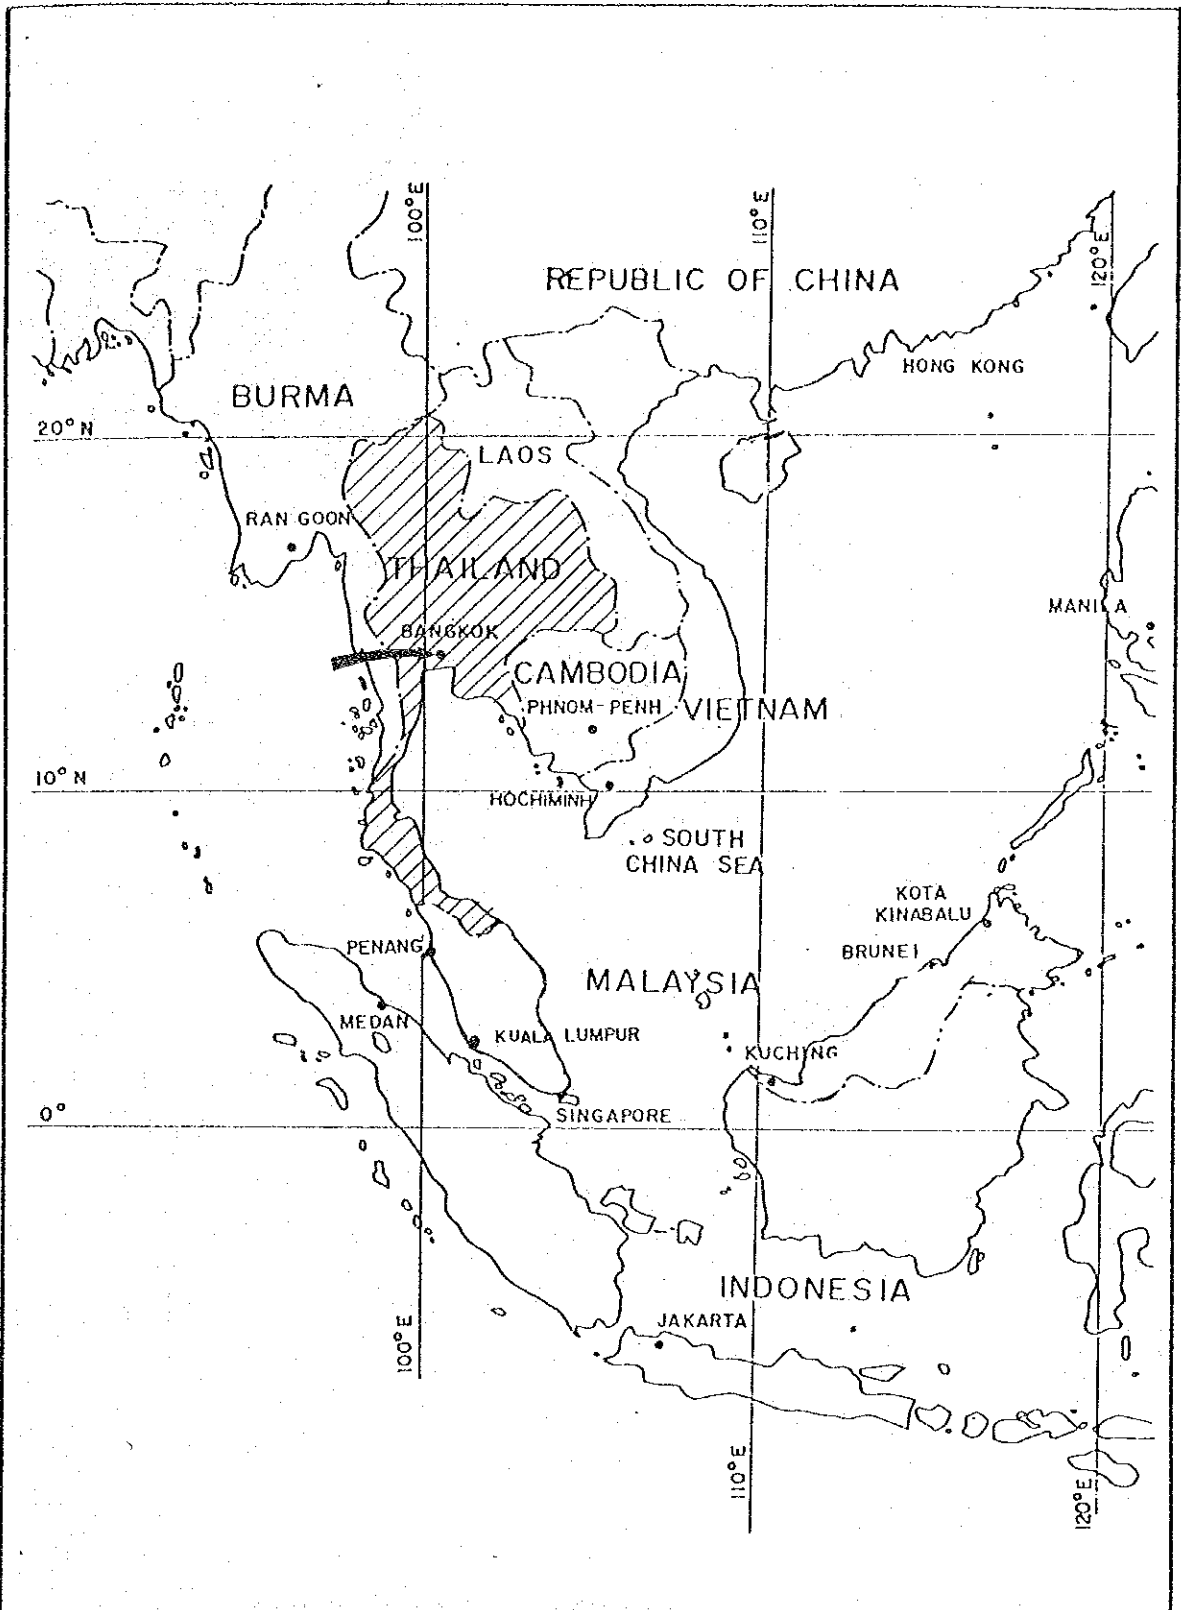 100°E
110°E
120°E
REPUBLIC OF CHINA
HONG KONG
BURMA
20°N
LAOS
RAN GOON
THAILAND
MANILA
BANGKOK
CAMBODIA
PHNOM-PENH
VIETNAM
10°N
HOCHIMINH
SOUTH
CHINA SEA
KOTA
KINABALU
BRUNEI
PENANG
MALAYSIA
MEDAN
KUALA LUMPUR
KUCHING
0°
SINGAPORE
INDONESIA
JAKARTA
100°E
110°E
120°E